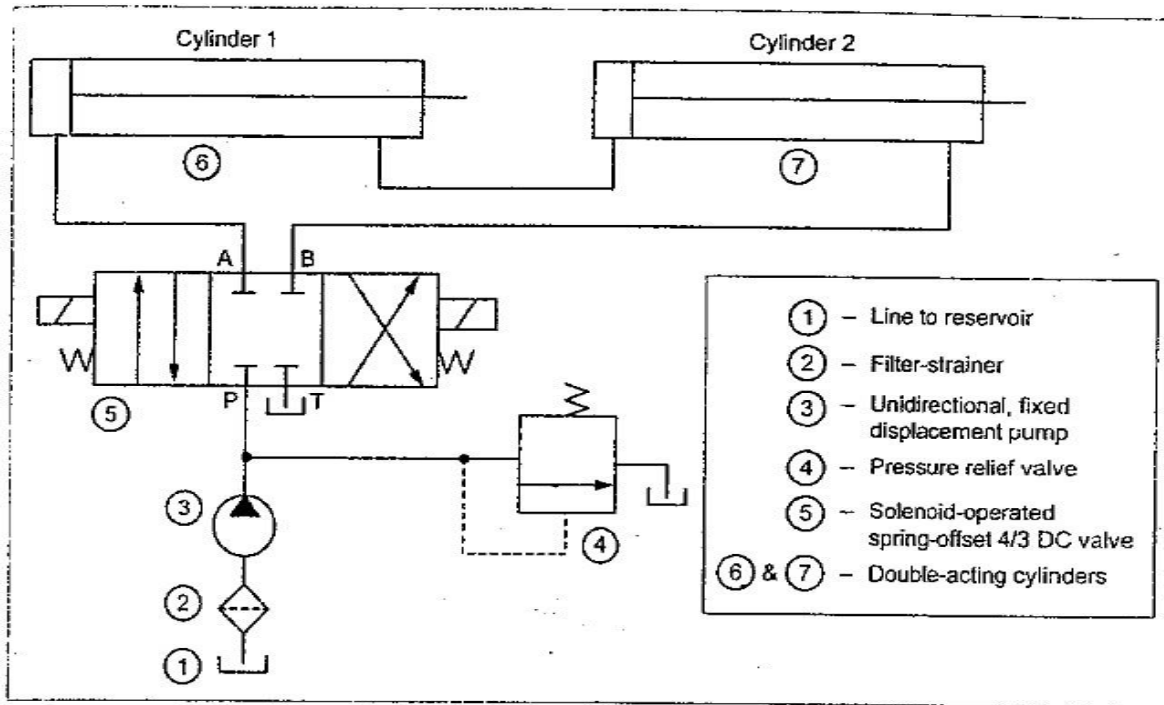 Cylinder 1
Cylinder 2
6
7
A
B
5
P
T
3
4
2
1
1 – Line to reservoir
2 – Filter-strainer
3 – Unidirectional, fixed
displacement pump
4 – Pressure relief valve
5 – Solenoid-operated
spring-offset 4/3 DC valve
6 & 7 – Double-acting cylinders